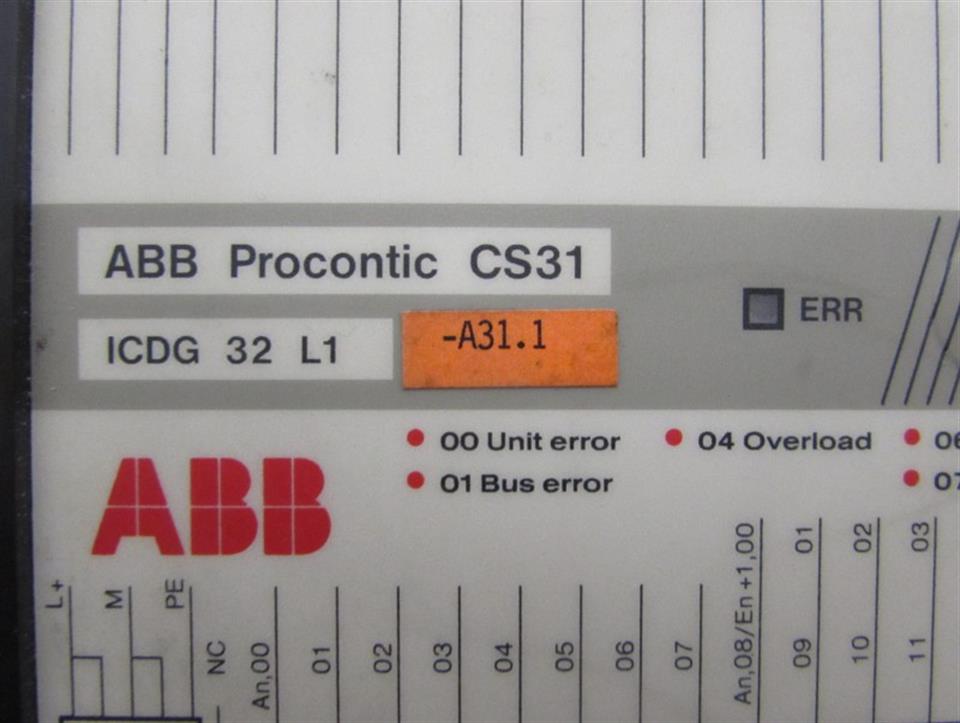 ABB Procontic CS31
ICDG 32 L1
-A31.1
ERR
00 Unit error
04 Overload
01 Bus error
07
ABB
L+
M
PE
NC
An,00
01
02
03
04
05
06
07
An,08/En+1,00
09 01
10 02
11 03